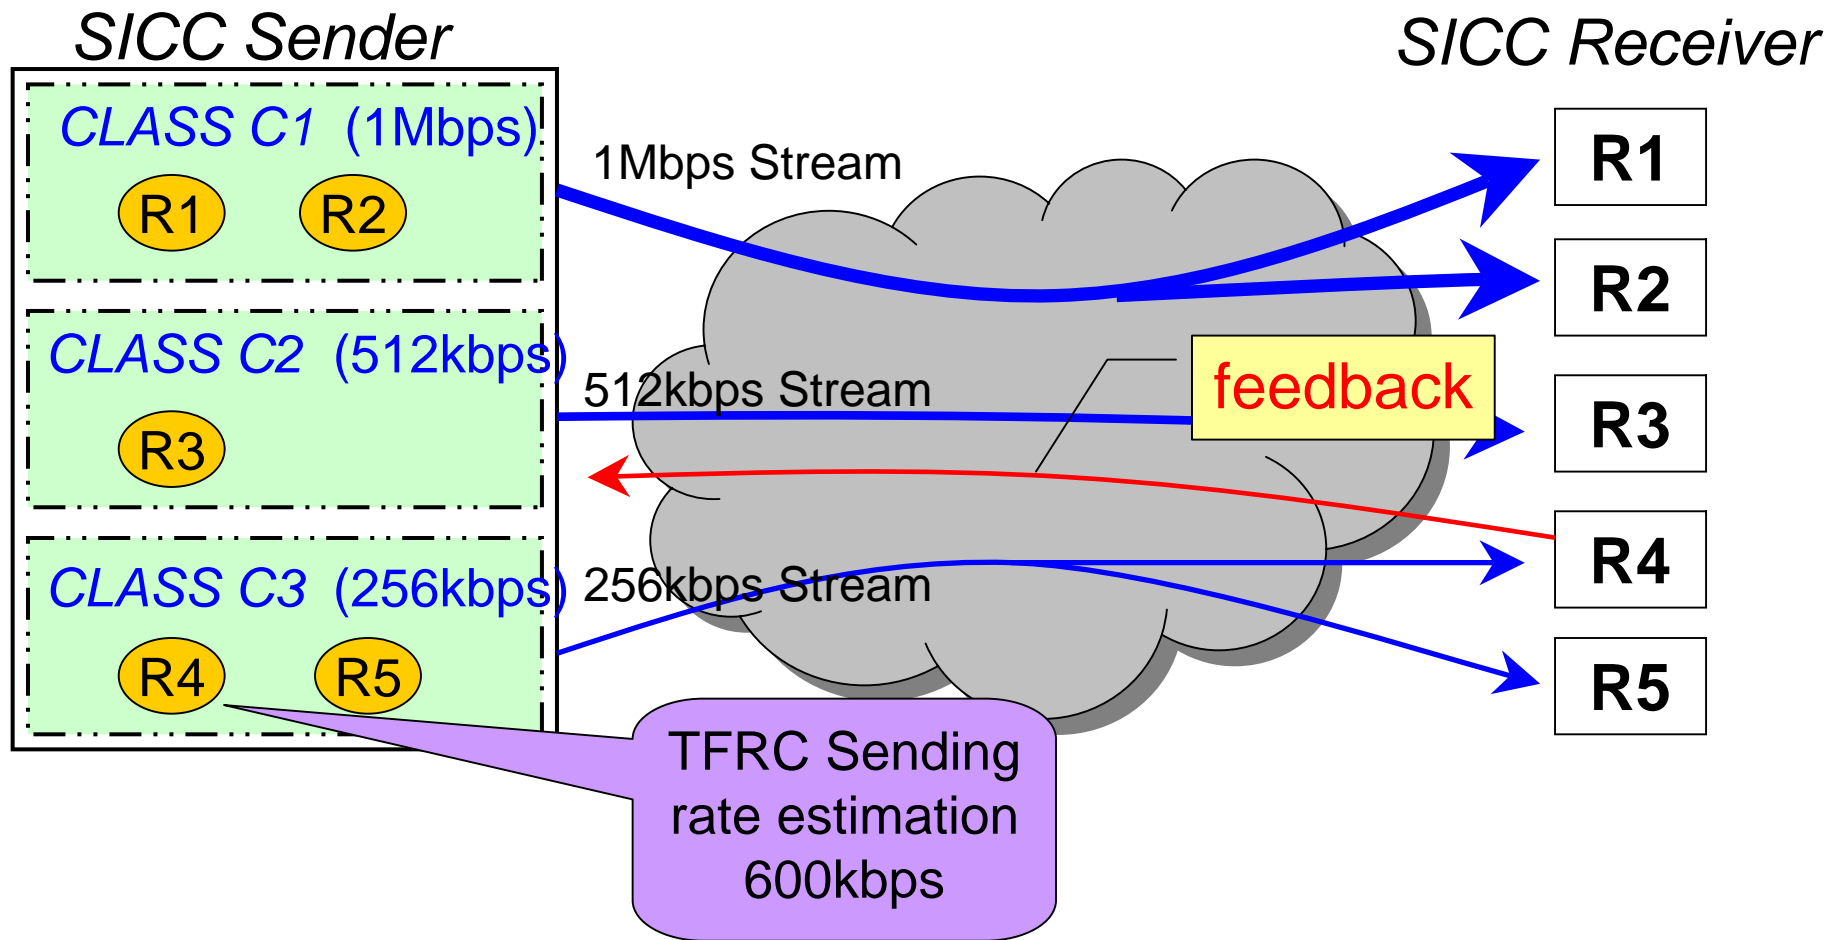 SICC Sender
SICC Receiver
CLASS C1 (1Mbps)
R1
R2
1Mbps Stream
R1
R2
CLASS C2 (512kbps)
R3
512kbps Stream
feedback
R3
CLASS C3 (256kbps)
R4
R5
256kbps Stream
R4
R5
TFRC Sending
rate estimation
600kbps